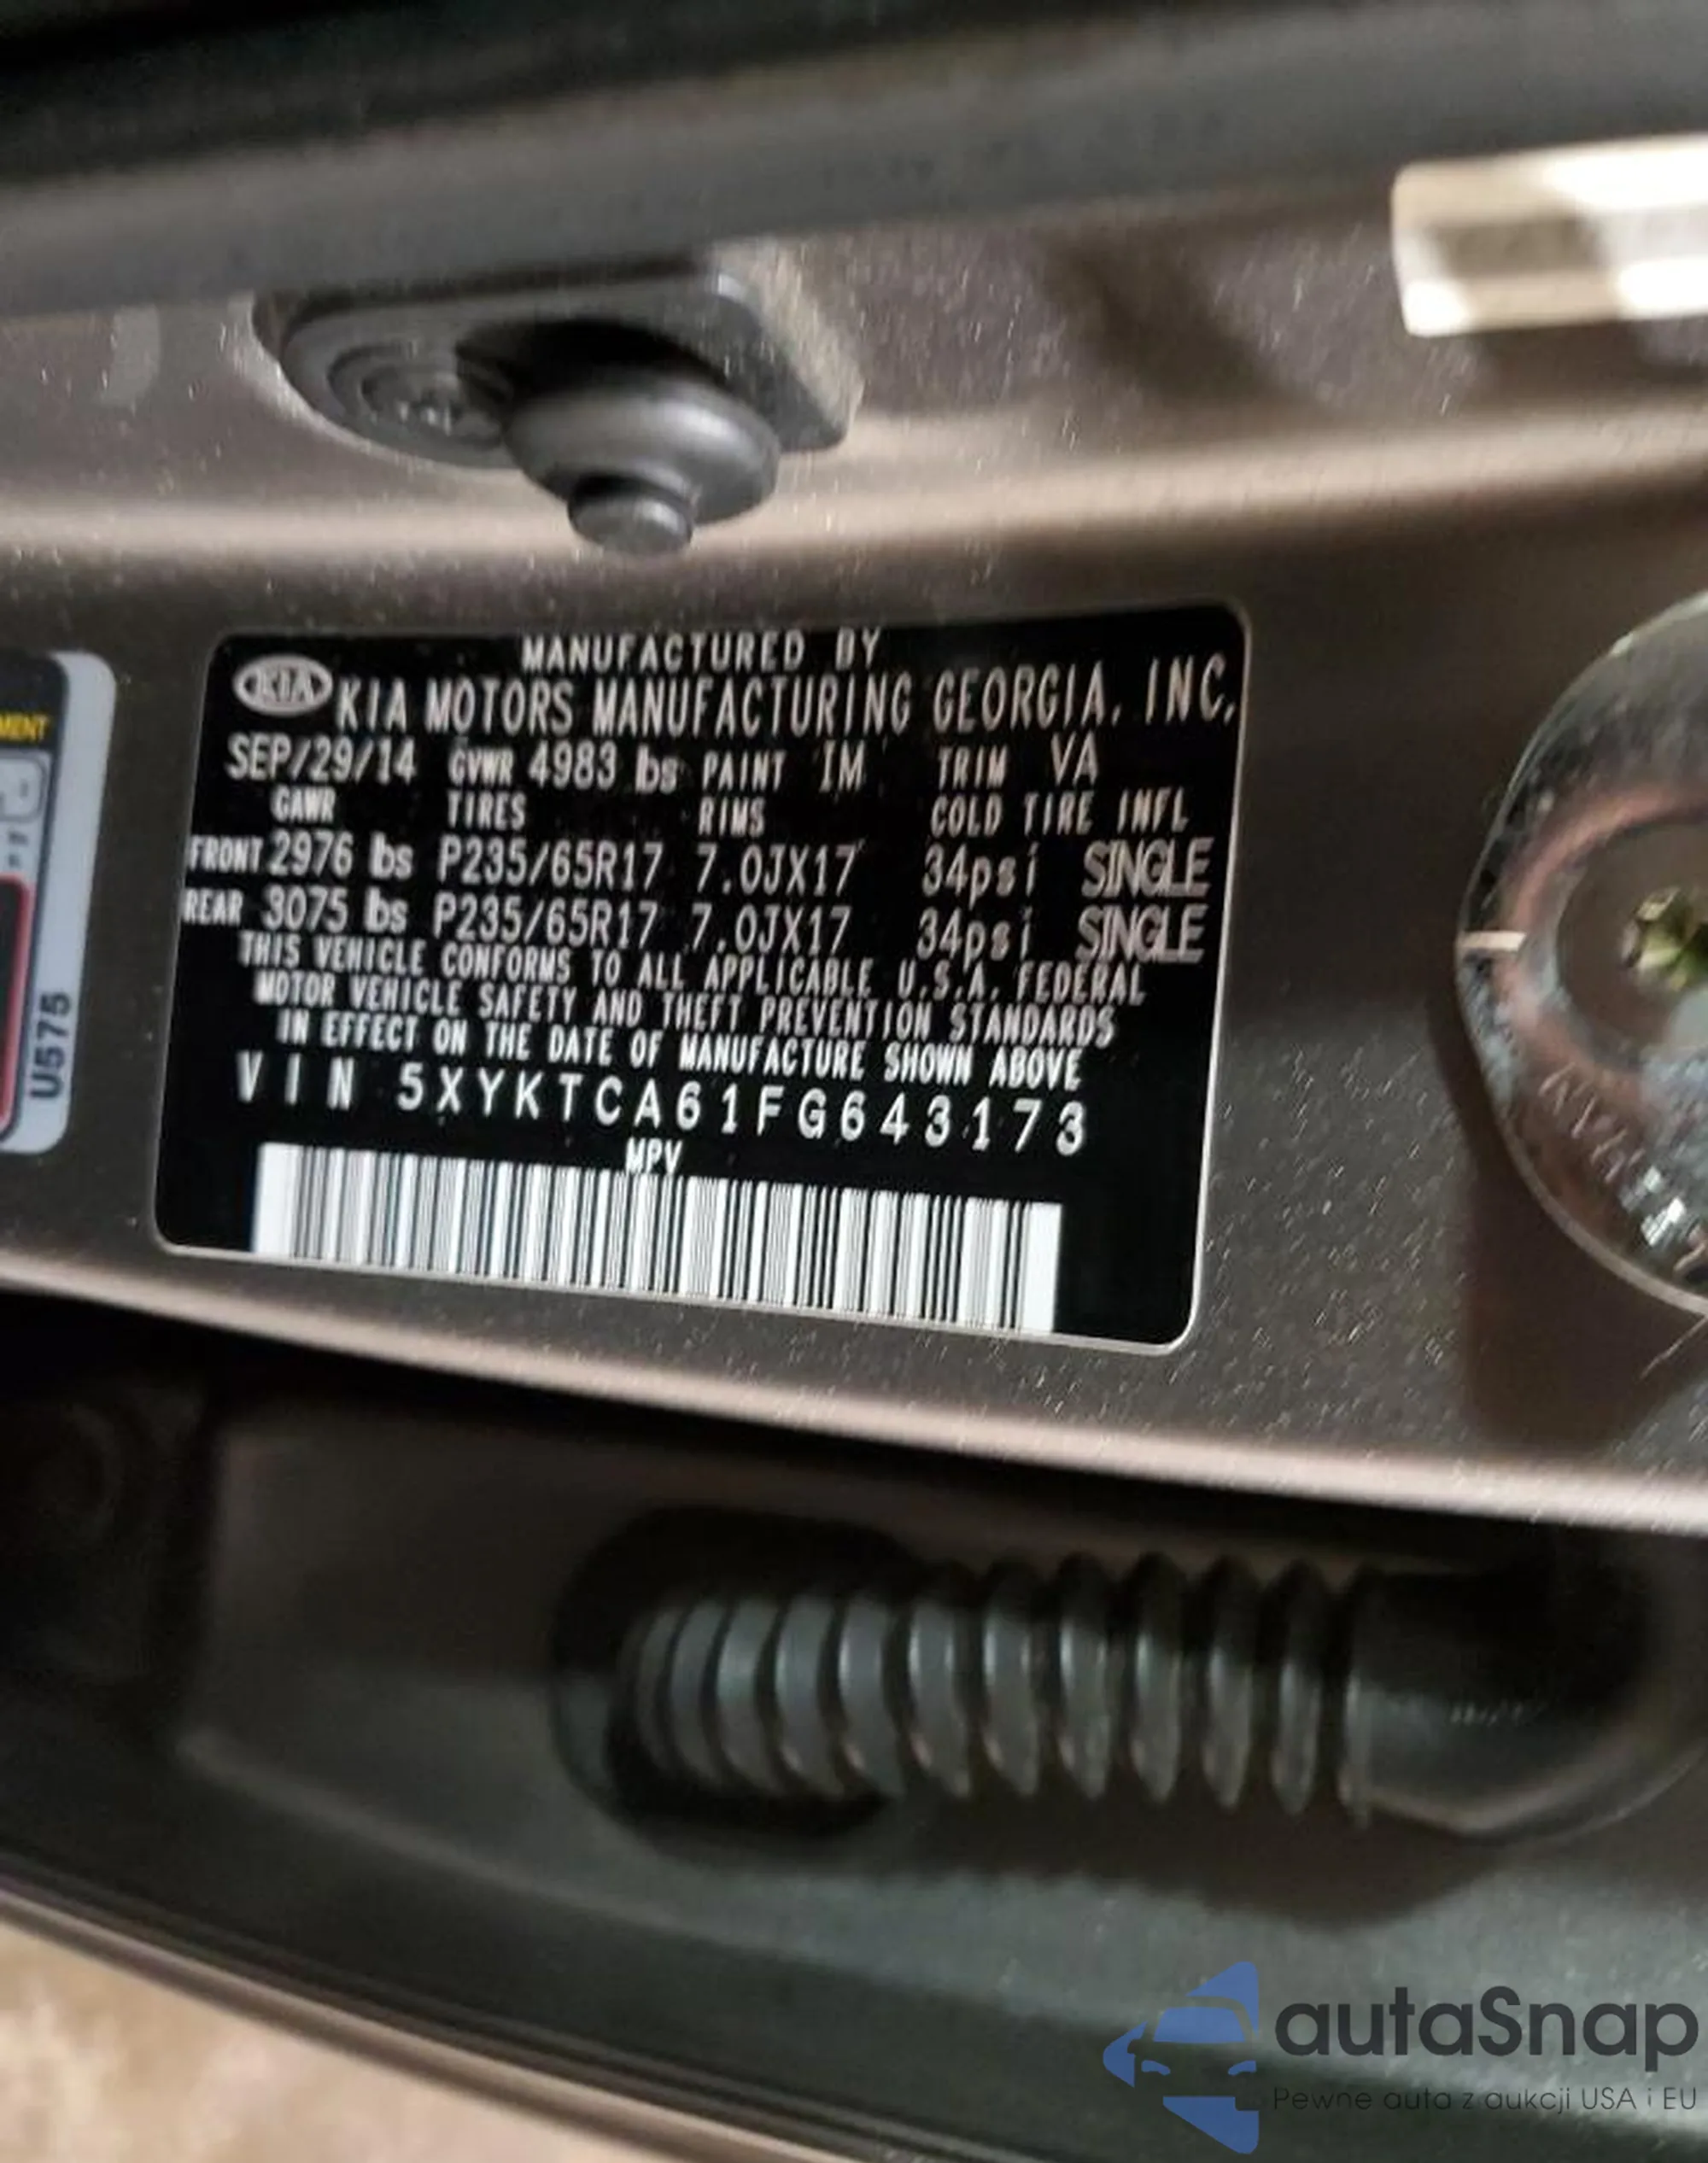 MANUFACTURED BY
KIA KIA MOTORS MANUFACTURING GEORGIA, INC.
SEP/29/14 GVWR 4983 lbs PAINT IM TRIM VA
GAWR TIRES RIMS COLD TIRE INFL
FRONT 2976 lbs P235/65R17 7.0JX17 34psi SINGLE
REAR 3075 lbs P235/65R17 7.0JX17 34psi SINGLE
THIS VEHICLE CONFORMS TO ALL APPLICABLE U.S.A. FEDERAL
MOTOR VEHICLE SAFETY AND THEFT PREVENTION STANDARDS
IN EFFECT ON THE DATE OF MANUFACTURE SHOWN ABOVE
VIN 5XYKTCA61FG643173
MPV
U575
autaSnap
Pewne auta z aukcji USA i EU